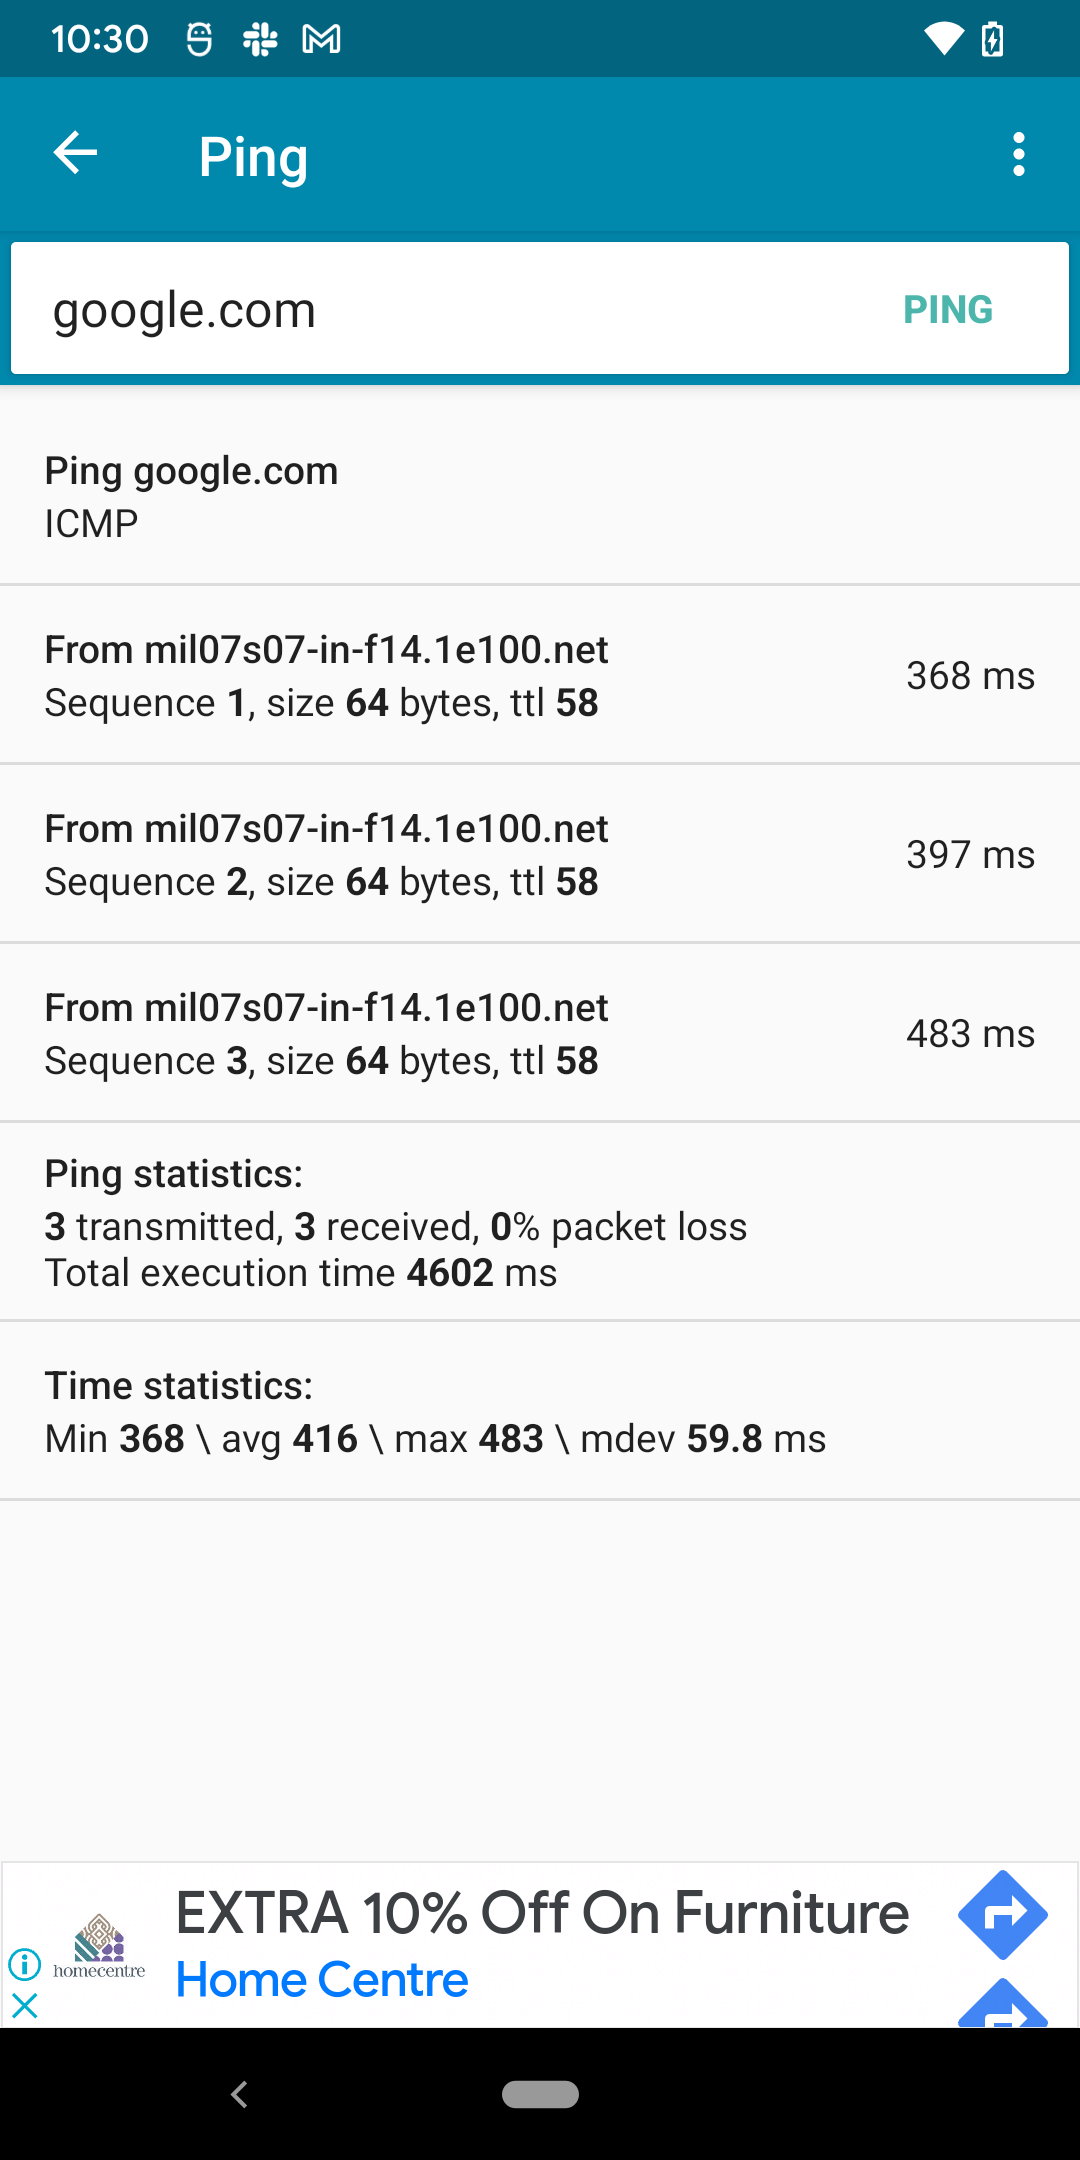 10:30
Ping
google.com PING
Ping google.com
ICMP
From mil07s07-in-f14.1e100.net
Sequence 1, size 64 bytes, ttl 58
368 ms
From mil07s07-in-f14.1e100.net
Sequence 2, size 64 bytes, ttl 58
397 ms
From mil07s07-in-f14.1e100.net
Sequence 3, size 64 bytes, ttl 58
483 ms
Ping statistics:
3 transmitted, 3 received, 0% packet loss
Total execution time 4602 ms
Time statistics:
Min 368 \ avg 416 \ max 483 \ mdev 59.8 ms
EXTRA 10% Off On Furniture
homecentre
Home Centre